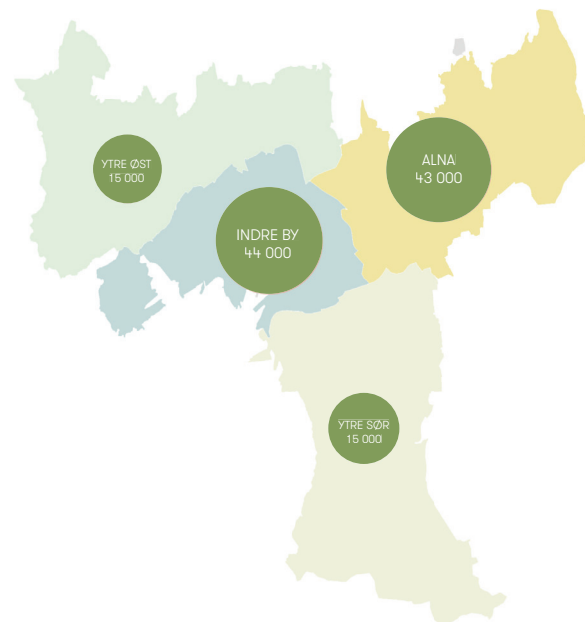 YTRE ØST
15 000
ALNA
43 000
INDRE BY
44 000
YTRE SØR
15 000